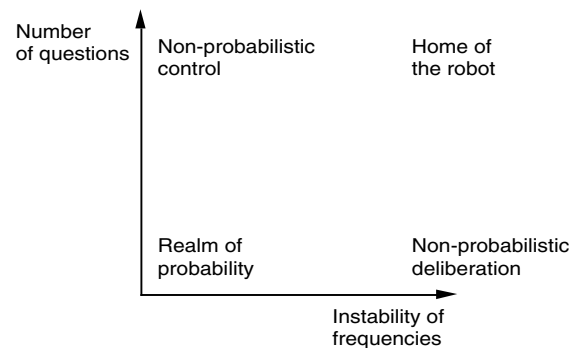 Number
of questions
Non-probabilistic
control
Home of
the robot
Realm of
probability
Non-probabilistic
deliberation
Instability of
frequencies